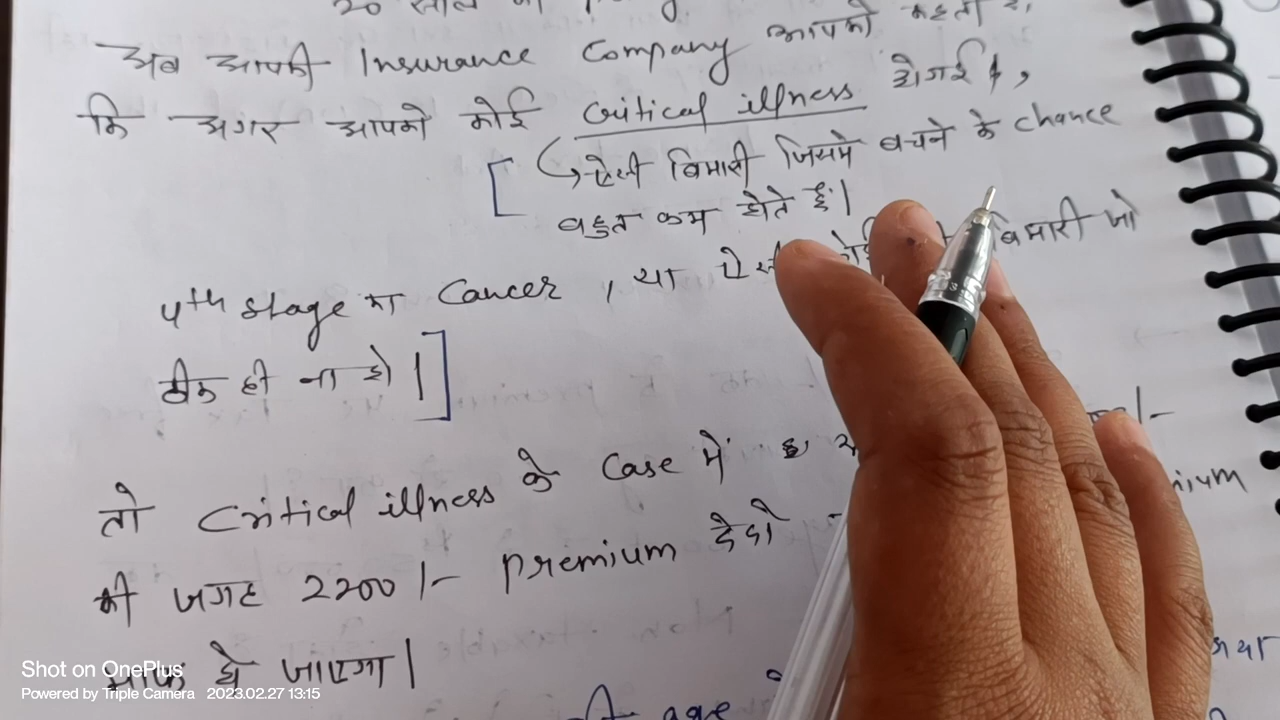 20 साल
अब आपकी Insurance Company आपको कहती है,
कि अगर आपको कोई Critical illness होगई,
ऐसी बिमारी जिसमे बचने के chance
बहुत कम होते हैं।
4th stage का Cancer, या बिमारी जो
ठीक ही ना हो।
तो Critical illness के Case में
की जगह 2200/- premium देदो
माफ हो जाएगा।
age
Shot on OnePlus
Powered by Triple Camera 2023.02.27 13:15